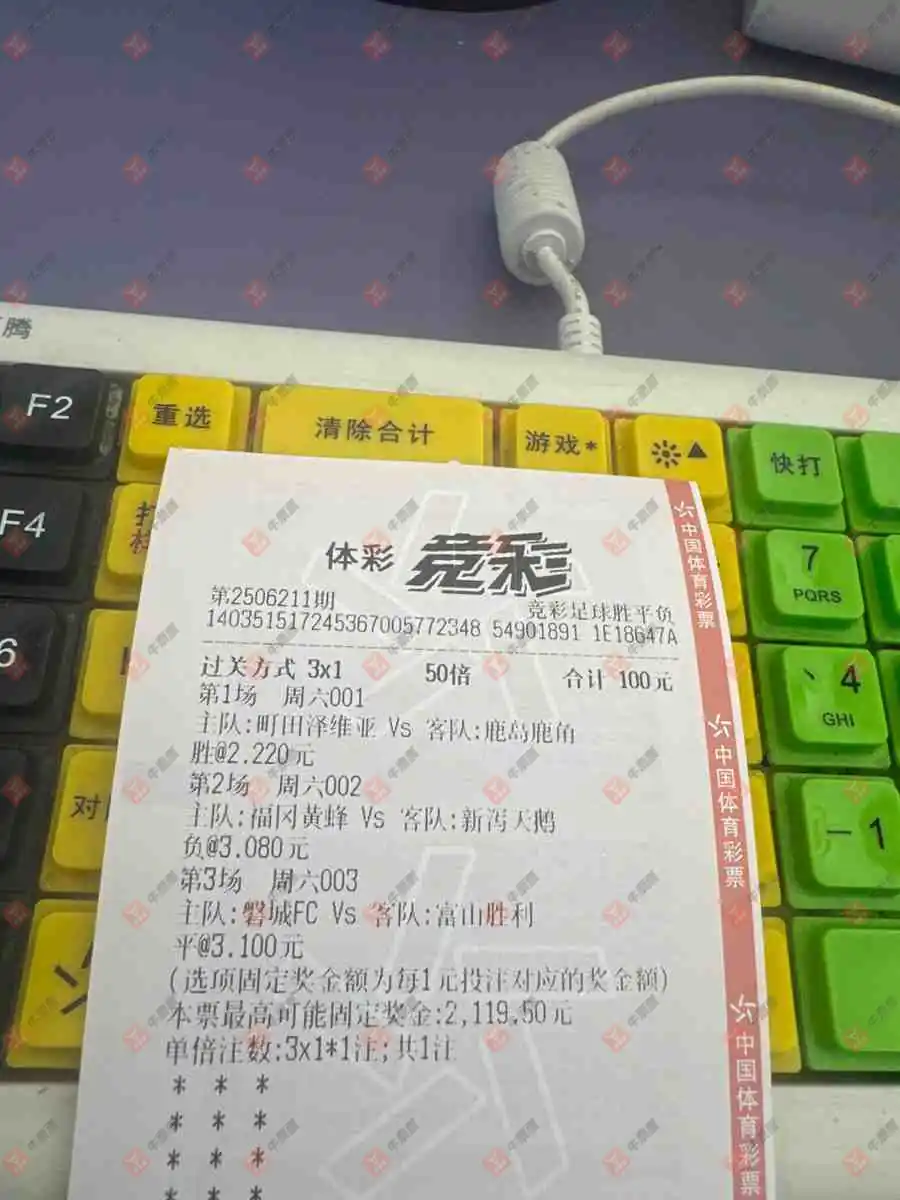 腾
F2
重选
清除合计
游戏*
快打
F4
7
PQRS
6
、 4
GHI
对
- 1
体彩 竞彩
第2506211期
竞彩足球胜平负
140351517245367005772348 54901891 1E18647A
过关方式 3x1 50倍 合计 100元
第1场 周六001
主队:町田泽维亚 Vs 客队:鹿岛鹿角
胜@2.220元
第2场 周六002
主队:福冈黄蜂 Vs 客队:新泻天鹅
负@3.080元
第3场 周六003
主队:磐城FC Vs 客队:富山胜利
平@3.100元
(选项固定奖金额为每1元投注对应的奖金额)
本票最高可能固定奖金:2,119.50元
单倍注数:3x1*1注;共1注
* * *
* * *
* * *
* * *
中国体育彩票
中国体育彩票
中国体育彩票